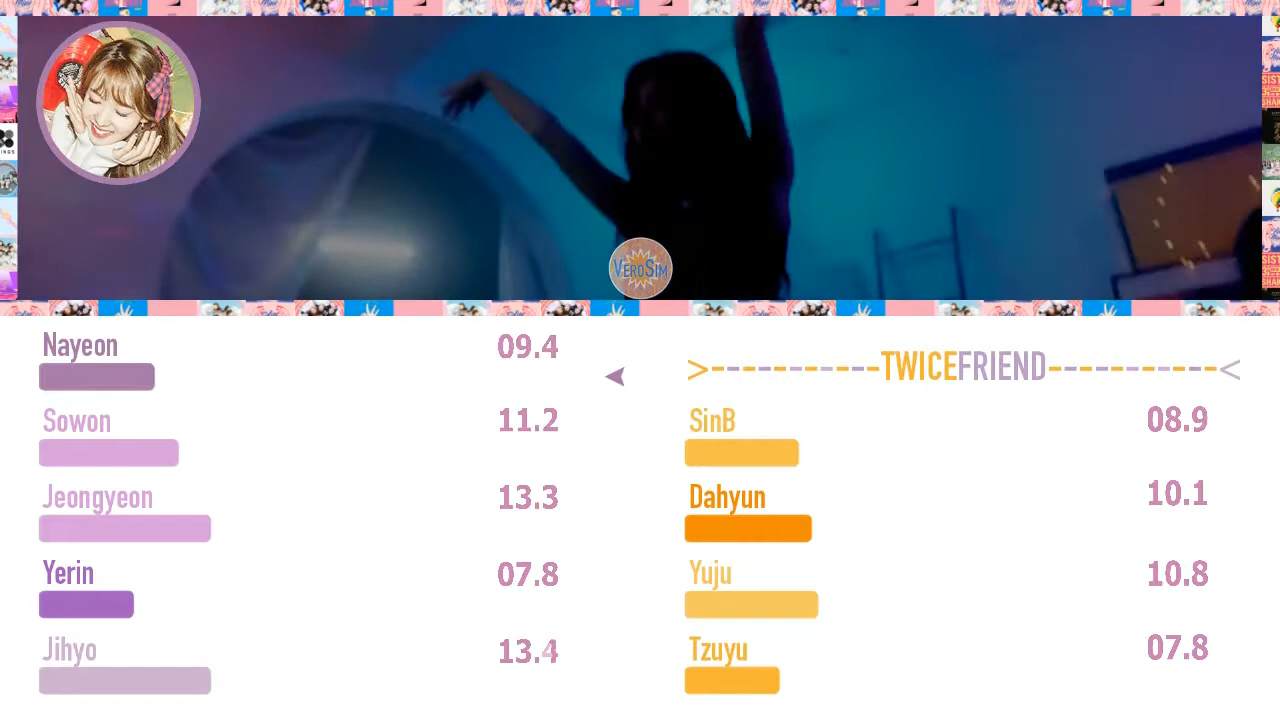 VEROSIM
Nayeon 09.4
Sowon 11.2
Jeongyeon 13.3
Yerin 07.8
Jihyo 13.4
>---------------TWICEFRIEND---------------<
SinB 08.9
Dahyun 10.1
Yuju 10.8
Tzuyu 07.8